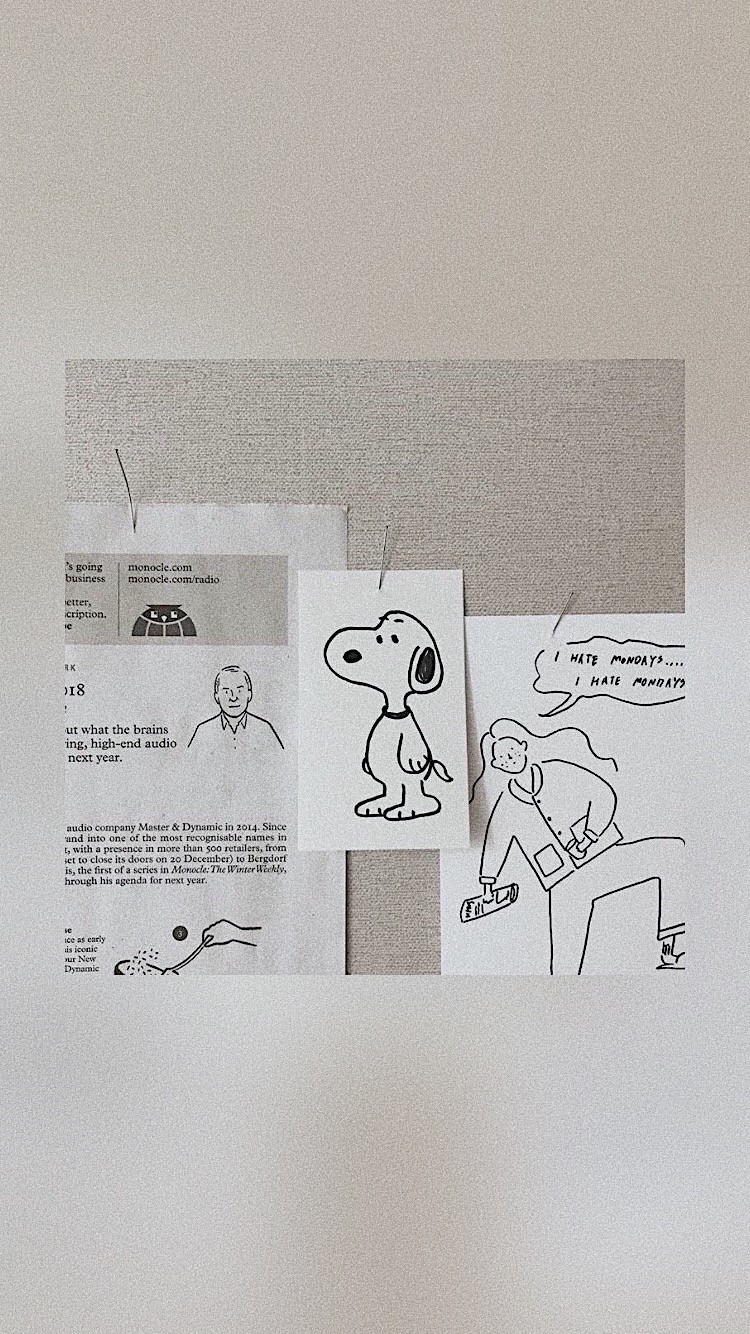 's going
business
etter,
cription.
monocle.com
monocle.com/radio
RK
018
ut what the brains
ring, high-end audio
next year.
audio company Master & Dynamic in 2014. Since
and into one of the most recognisable names in
, with a presence in more than 500 retailers, from
set to close its doors on 20 December) to Bergdorf
is, the first of a series in Monocle: The Winter Weekly,
hrough his agenda for next year.
3
ce as early
is iconic
ur New
Dynamic
I HATE MONDAYS....
I HATE MONDAYS